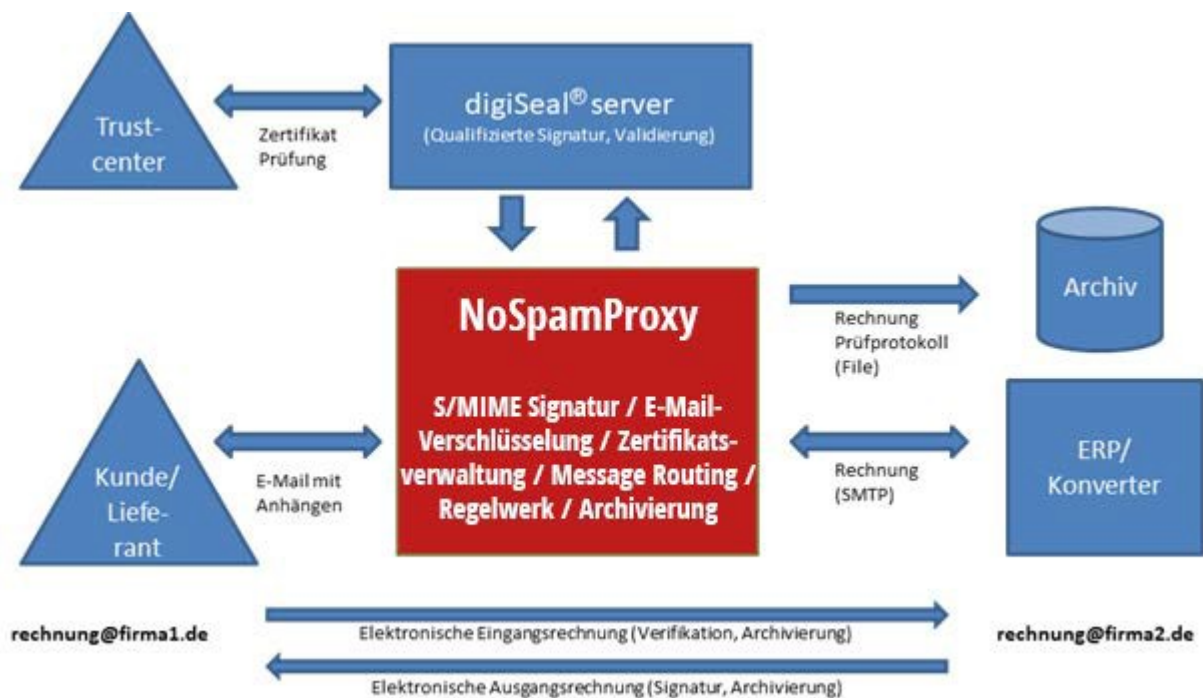 digiSeal® server
(Qualifizierte Signatur, Validierung)
Trust-
center
Zertifikat
Prüfung
NoSpamProxy
S/MIME Signatur / E-Mail-
Verschlüsselung / Zertifikats-
verwaltung / Message Routing /
Regelwerk / Archivierung
Archiv
Rechnung
Prüfprotokoll
(File)
Kunde/
Liefe-
rant
E-Mail mit
Anhängen
Rechnung
(SMTP)
ERP/
Konverter
rechnung@firma1.de
Elektronische Eingangsrechnung (Verifikation, Archivierung)
rechnung@firma2.de
Elektronische Ausgangsrechnung (Signatur, Archivierung)